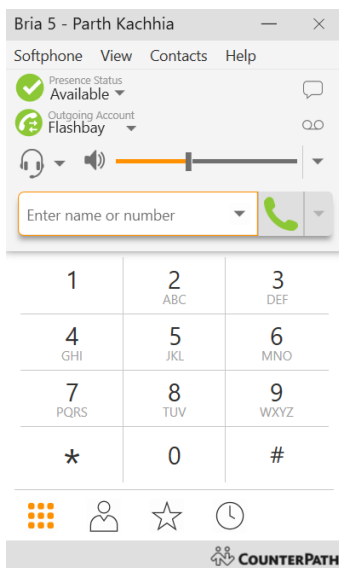 Bria 5 - Parth Kachhia
Softphone View Contacts Help
Presence Status
Available
Outgoing Account
Flashbay
Enter name or number
1 2 3
ABC DEF
4 5 6
GHI JKL MNO
7 8 9
PQRS TUV WXYZ
* 0 #
COUNTERPATH